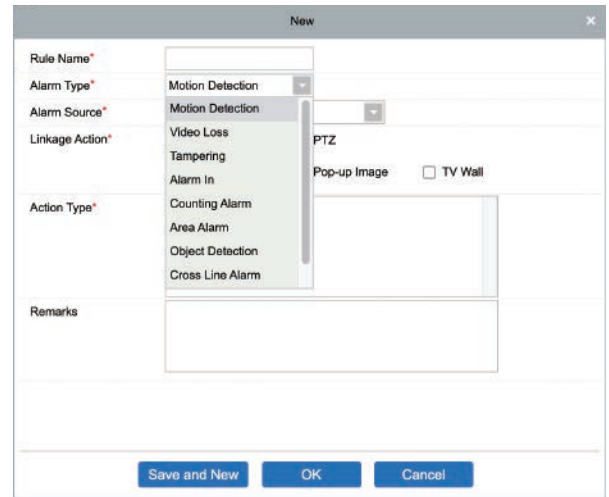 New
Rule Name*
Alarm Type* Motion Detection
Alarm Source* Motion Detection
Video Loss
Linkage Action* PTZ
Tampering
Pop-up Image TV Wall
Alarm In
Action Type* Counting Alarm
Area Alarm
Object Detection
Cross Line Alarm
Remarks
Save and New OK Cancel